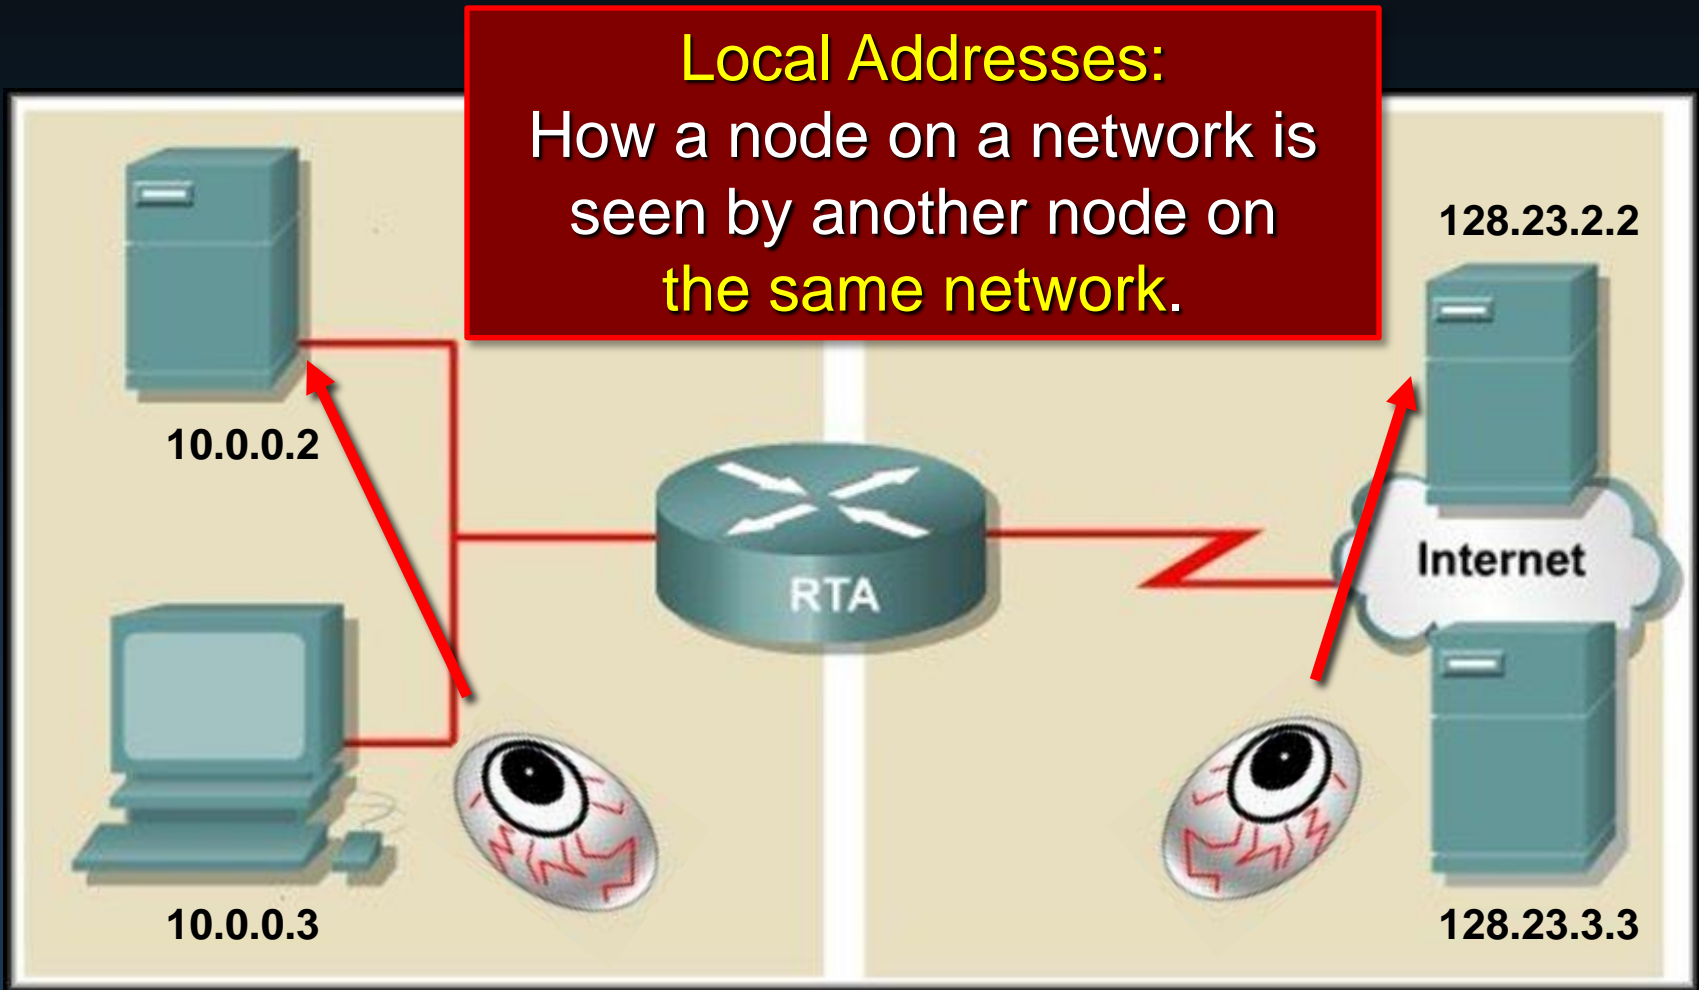 Local Addresses:
How a node on a network is
seen by another node on
the same network.
128.23.2.2
10.0.0.2
Internet
RTA
10.0.0.3
128.23.3.3